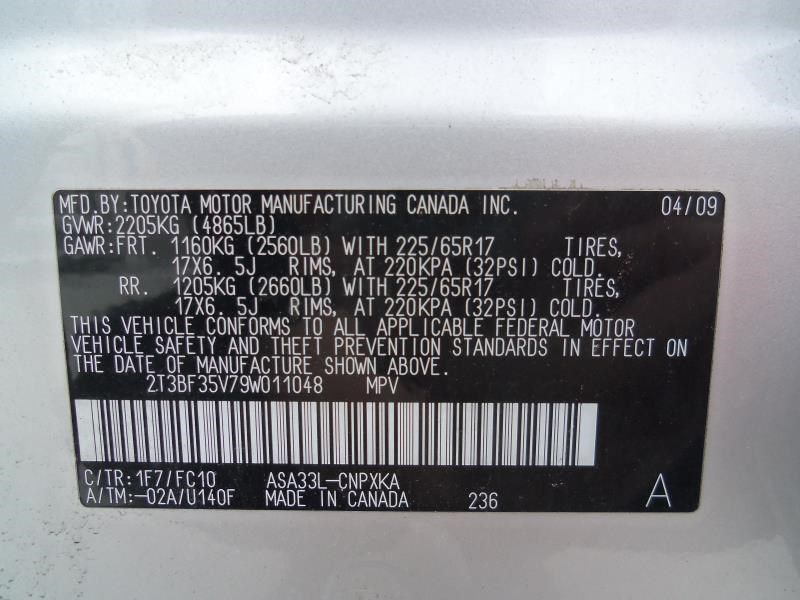 MFD.BY:TOYOTA MOTOR MANUFACTURING CANADA INC. 04/09
GVWR:2205KG (4865LB)
GAWR:FRT. 1160KG (2560LB) WITH 225/65R17 TIRES,
17X6. 5J RIMS, AT 220KPA (32PSI) COLD.
RR. 1205KG (2660LB) WITH 225/65R17 TIRES,
17X6. 5J RIMS, AT 220KPA (32PSI) COLD.
THIS VEHICLE CONFORMS TO ALL APPLICABLE FEDERAL MOTOR
VEHICLE SAFETY AND THEFT PREVENTION STANDARDS IN EFFECT ON
THE DATE OF MANUFACTURE SHOWN ABOVE.
2T3BF35V79W011048 MPV
C/TR:1F7/FC10 ASA33L-CNPXKA
A/TM:-02A/U140F MADE IN CANADA 236 A